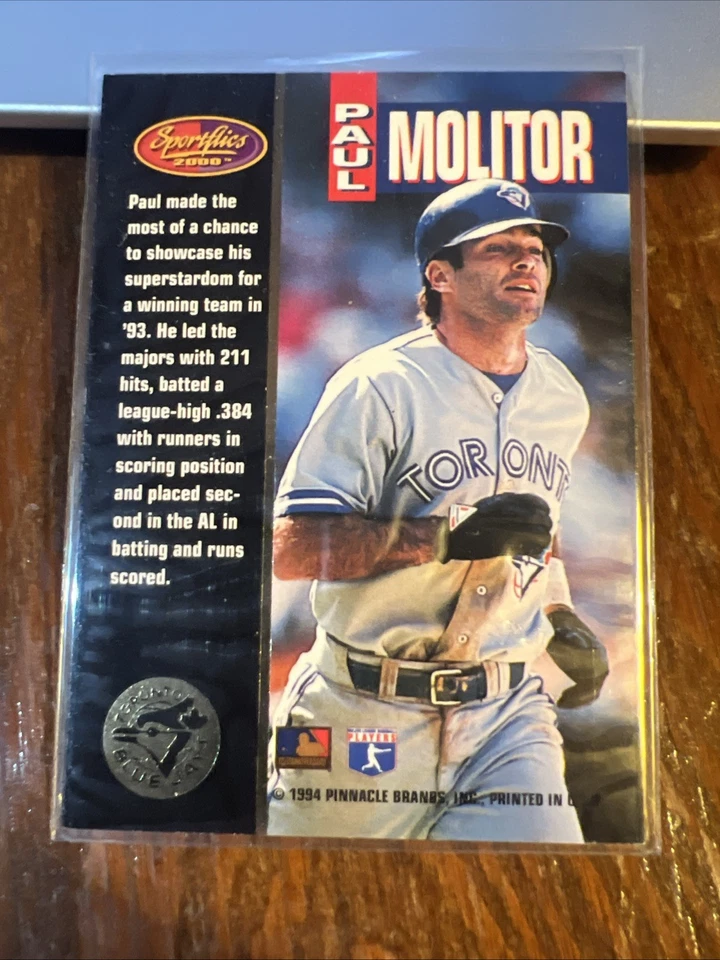 Sportflics
2000™
Paul made the
most of a chance
to showcase his
superstardom for
a winning team in
'93. He led the
majors with 211
hits, batted a
league-high .384
with runners in
scoring position
and placed sec-
ond in the AL in
batting and runs
scored.
TORONTO
BLUE JAYS
PAUL
MOLITOR
TORONT
PLAYERS
© 1994 PINNACLE BRANDS, INC., PRINTED IN